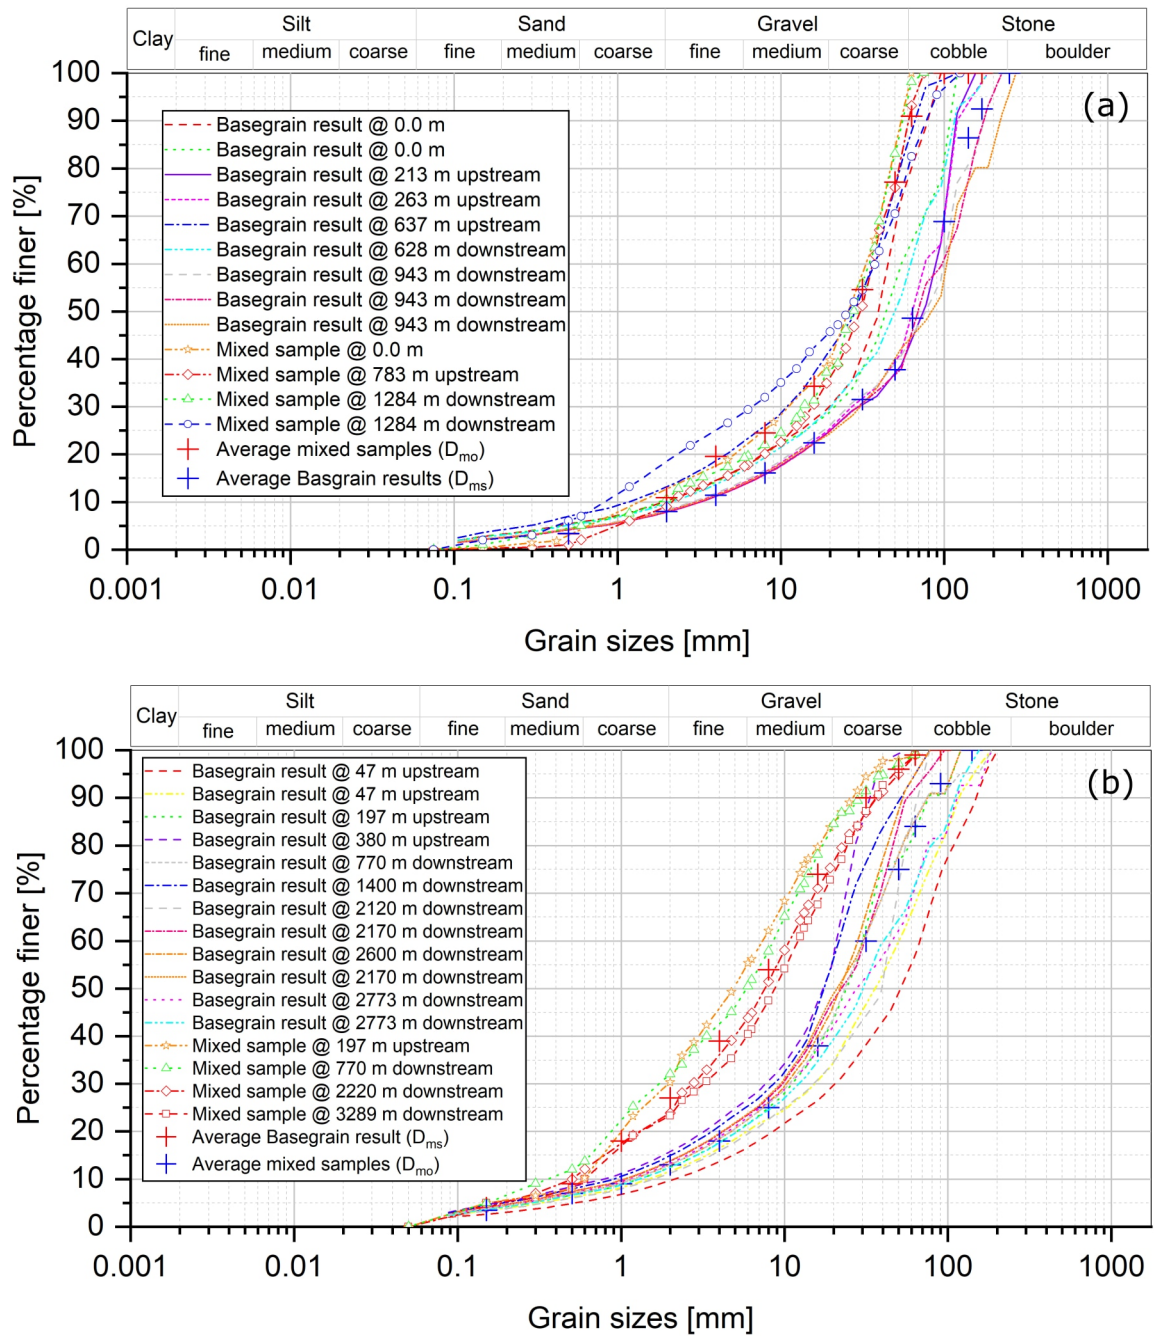 Silt Sand Gravel Stone
Clay
fine medium coarse fine medium coarse fine medium coarse cobble boulder
100
90
80
70
60
50
40
30
20
10
0
Percentage finer [%]
(a)
Basegrain result @ 0.0 m
Basegrain result @ 0.0 m
Basegrain result @ 213 m upstream
Basegrain result @ 263 m upstream
Basegrain result @ 637 m upstream
Basegrain result @ 628 m downstream
Basegrain result @ 943 m downstream
Basegrain result @ 943 m downstream
Basegrain result @ 943 m downstream
Mixed sample @ 0.0 m
Mixed sample @ 783 m upstream
Mixed sample @ 1284 m downstream
Mixed sample @ 1284 m downstream
Average mixed samples (Dmo)
Average Basgrain results (Dms)
0.001 0.01 0.1 1 10 100 1000
Grain sizes [mm]
Silt Sand Gravel Stone
Clay
fine medium coarse fine medium coarse fine medium coarse cobble boulder
100
90
80
70
60
50
40
30
20
10
0
Percentage finer [%]
(b)
Basegrain result @ 47 m upstream
Basegrain result @ 47 m upstream
Basegrain result @ 197 m upstream
Basegrain result @ 380 m upstream
Basegrain result @ 770 m downstream
Basegrain result @ 1400 m downstream
Basegrain result @ 2120 m downstream
Basegrain result @ 2170 m downstream
Basegrain result @ 2600 m downstream
Basegrain result @ 2170 m downstream
Basegrain result @ 2773 m downstream
Basegrain result @ 2773 m downstream
Mixed sample @ 197 m upstream
Mixed sample @ 770 m downstream
Mixed sample @ 2220 m downstream
Mixed sample @ 3289 m downstream
Average Basegrain result (Dms)
Average mixed samples (Dmo)
0.001 0.01 0.1 1 10 100 1000
Grain sizes [mm]